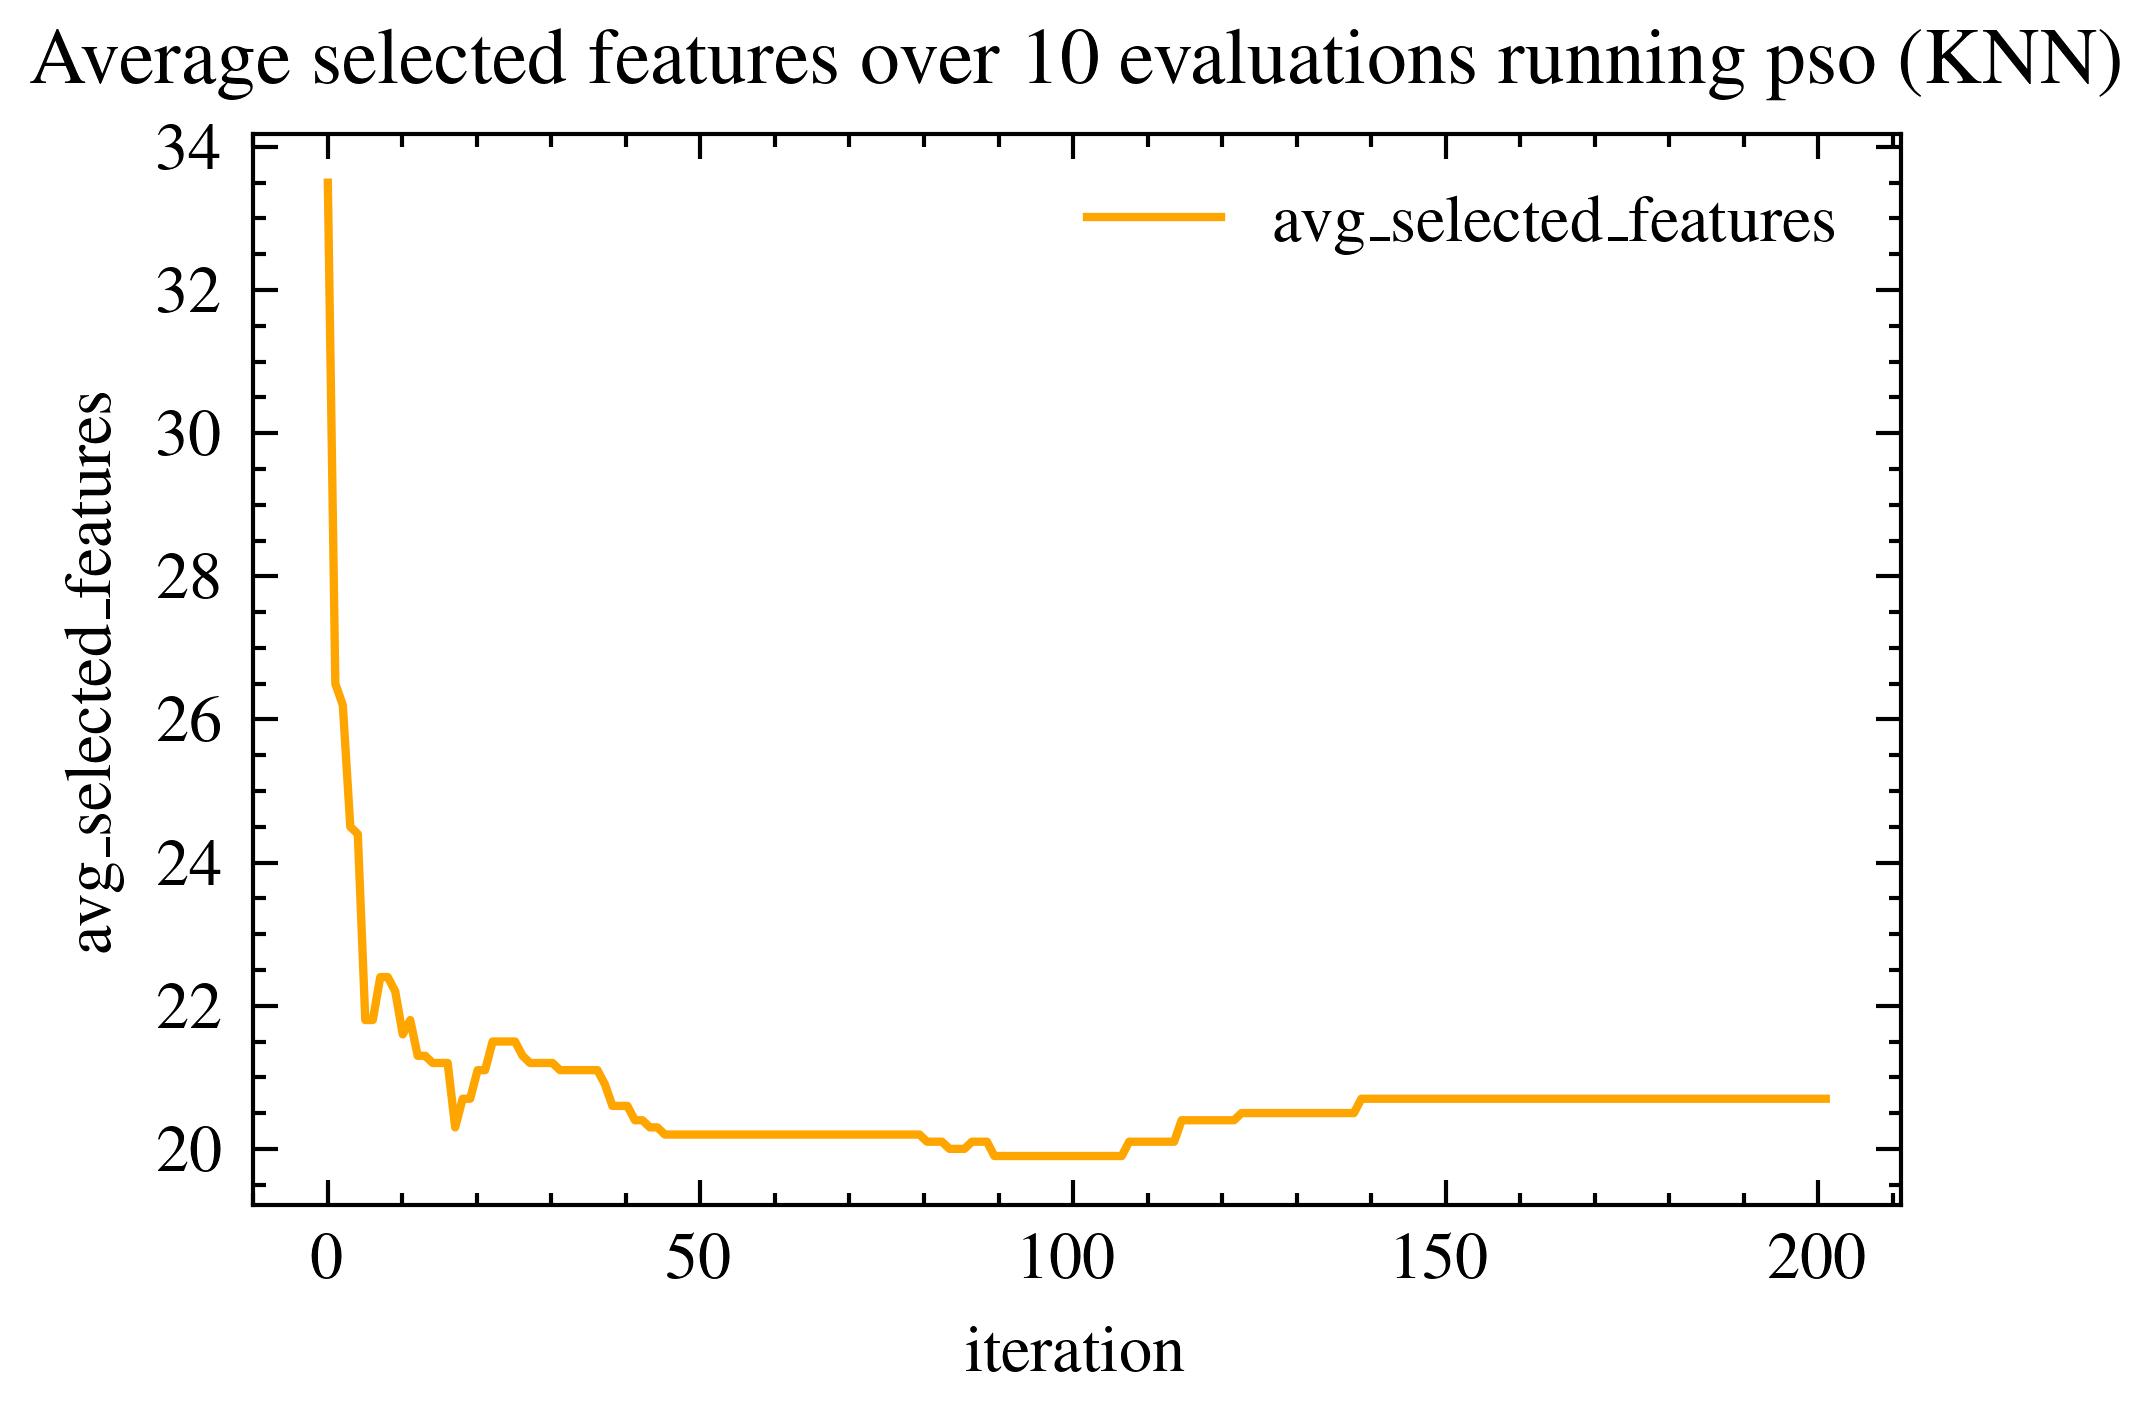 Average selected features over 10 evaluations running pso (KNN)
34
32
30
28
26
24
22
20
avg_selected_features
avg_selected_features
0 50 100 150 200
iteration